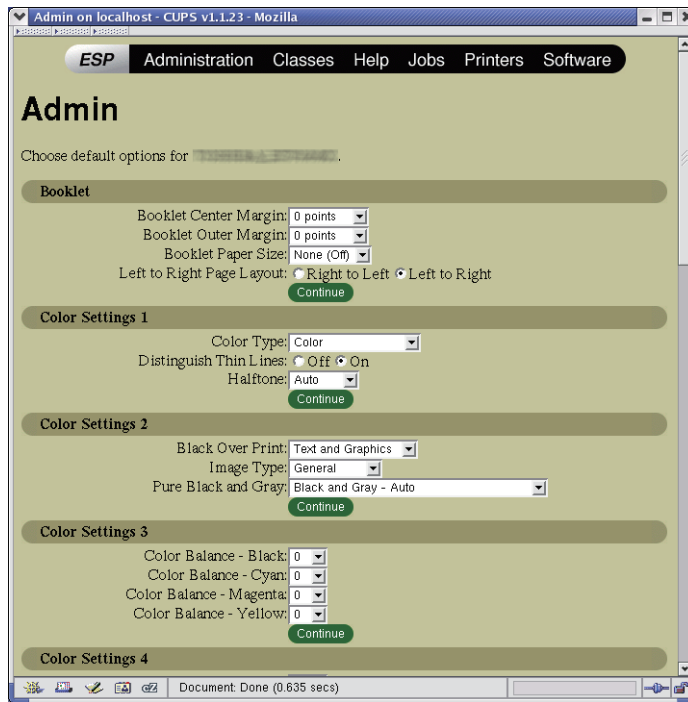 Admin on localhost - CUPS v1.1.23 - Mozilla
ESP Administration Classes Help Jobs Printers Software
Admin
Choose default options for .
Booklet
Booklet Center Margin: 0 points
Booklet Outer Margin: 0 points
Booklet Paper Size: None (Off)
Left to Right Page Layout: Right to Left Left to Right
Continue
Color Settings 1
Color Type: Color
Distinguish Thin Lines: Off On
Halftone: Auto
Continue
Color Settings 2
Black Over Print: Text and Graphics
Image Type: General
Pure Black and Gray: Black and Gray - Auto
Continue
Color Settings 3
Color Balance - Black: 0
Color Balance - Cyan: 0
Color Balance - Magenta: 0
Color Balance - Yellow: 0
Continue
Color Settings 4
Document: Done (0.635 secs)